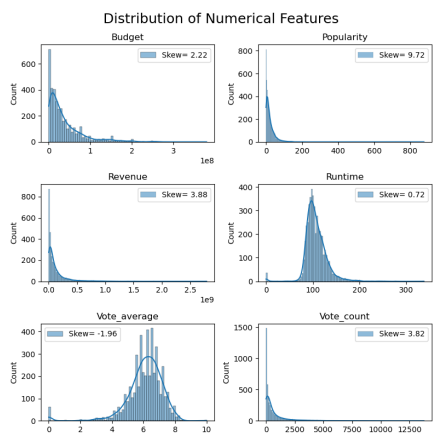 Distribution of Numerical Features
Budget
Skew= 2.22
Count
600
400
200
0
0 1 2 3
1e8
Popularity
Skew= 9.72
Count
800
600
400
200
0
0 200 400 600 800
Revenue
Skew= 3.88
Count
800
600
400
200
0
0.0 0.5 1.0 1.5 2.0 2.5
1e9
Runtime
Skew= 0.72
Count
400
300
200
100
0
0 100 200 300
Vote_average
Skew= -1.96
Count
400
300
200
100
0
0 2 4 6 8 10
Vote_count
Skew= 3.82
Count
1500
1000
500
0
2500 5000 7500 10000 12500